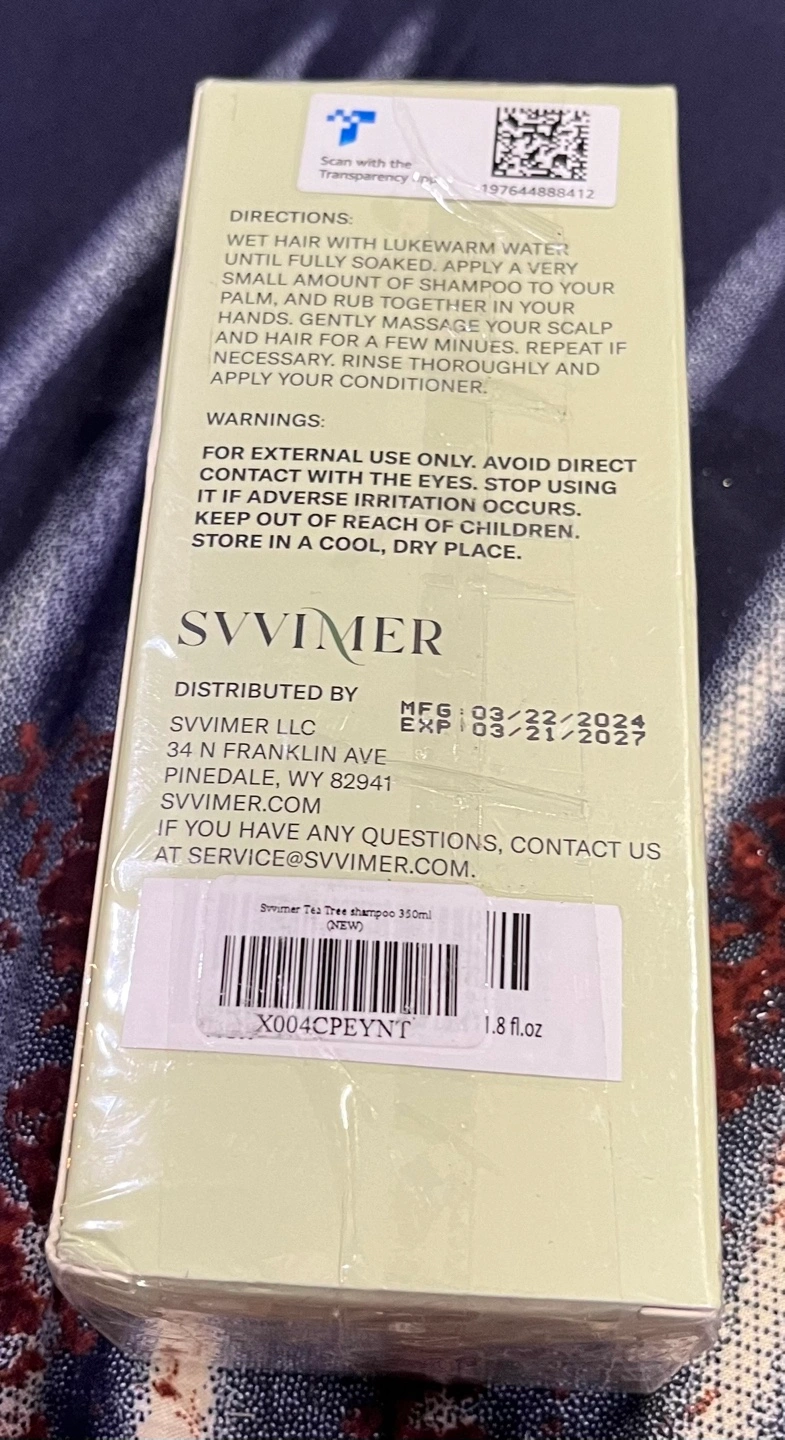 Scan with the
Transparency app
197644888412
DIRECTIONS:
WET HAIR WITH LUKEWARM WATER
UNTIL FULLY SOAKED. APPLY A VERY
SMALL AMOUNT OF SHAMPOO TO YOUR
PALM, AND RUB TOGETHER IN YOUR
HANDS. GENTLY MASSAGE YOUR SCALP
AND HAIR FOR A FEW MINUES. REPEAT IF
NECESSARY. RINSE THOROUGHLY AND
APPLY YOUR CONDITIONER.
WARNINGS:
FOR EXTERNAL USE ONLY. AVOID DIRECT
CONTACT WITH THE EYES. STOP USING
IT IF ADVERSE IRRITATION OCCURS.
KEEP OUT OF REACH OF CHILDREN.
STORE IN A COOL, DRY PLACE.
SVVIMER
DISTRIBUTED BY
MFG: 03/22/2024
EXP: 03/21/2027
SVVIMER LLC
34 N FRANKLIN AVE
PINEDALE, WY 82941
SVVIMER.COM
IF YOU HAVE ANY QUESTIONS, CONTACT US
AT SERVICE@SVVIMER.COM.
Svvimer Tea Tree shampoo 350ml
(NEW)
X004CPEYNT
1.8 fl.oz